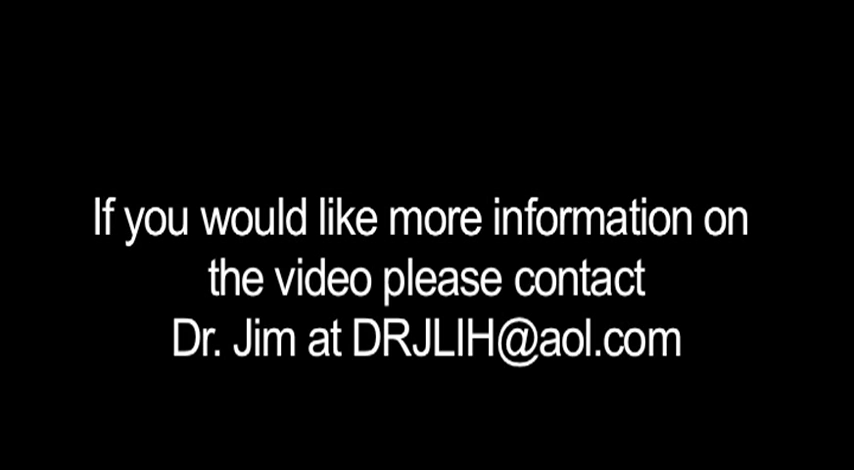 If you would like more information on
the video please contact
Dr. Jim at DRJLIH@aol.com